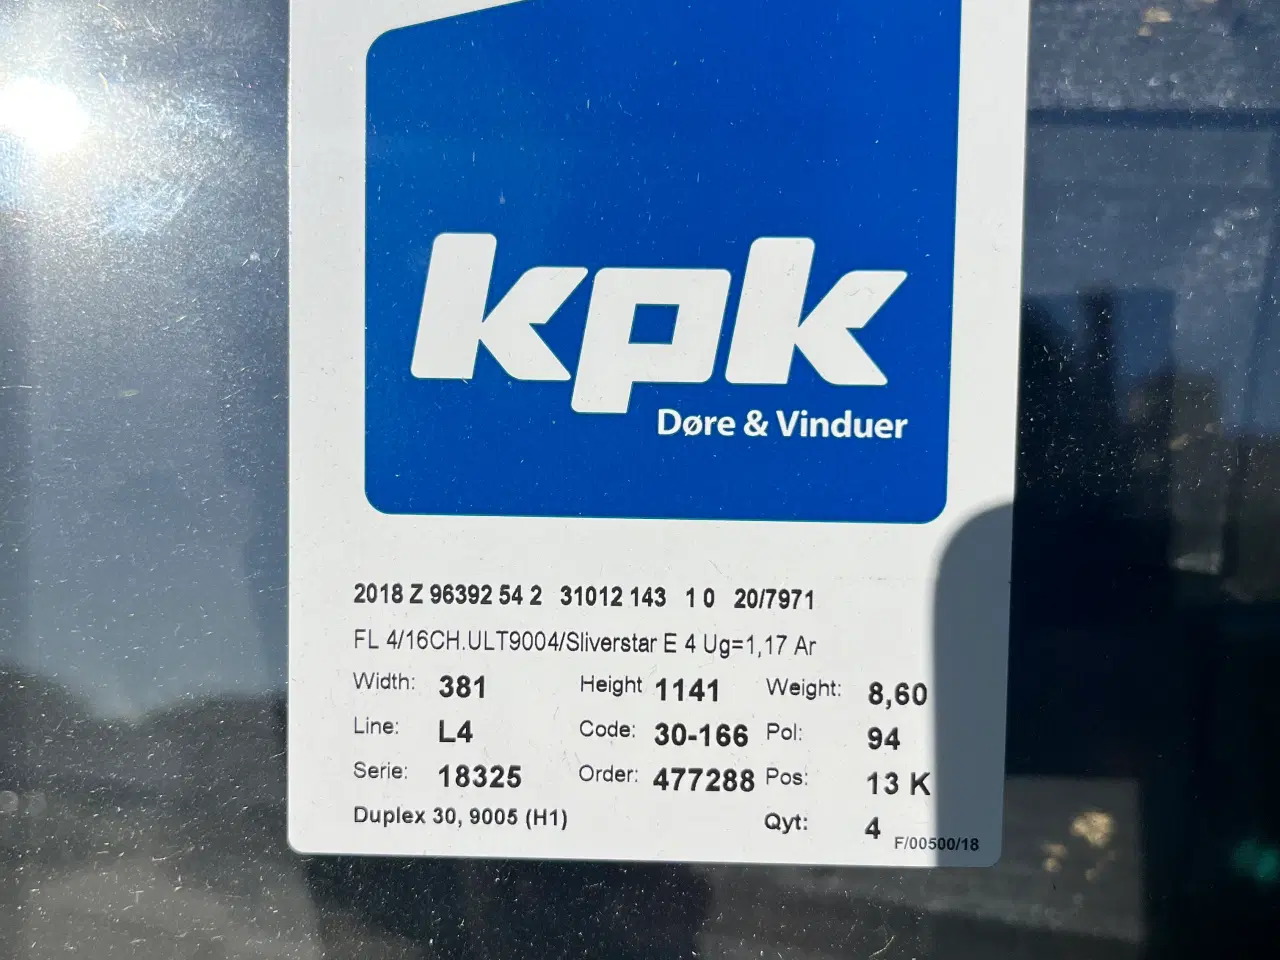 kpk
Døre & Vinduer
2018 Z 96392 54 2 31012 143 1 0 20/7971
FL 4/16CH.ULT9004/Sliverstar E 4 Ug=1,17 Ar
Width: 381 Height 1141 Weight: 8,60
Line: L4 Code: 30-166 Pol: 94
Serie: 18325 Order: 477288 Pos: 13 K
Duplex 30, 9005 (H1) Qyt: 4
F/00500/18